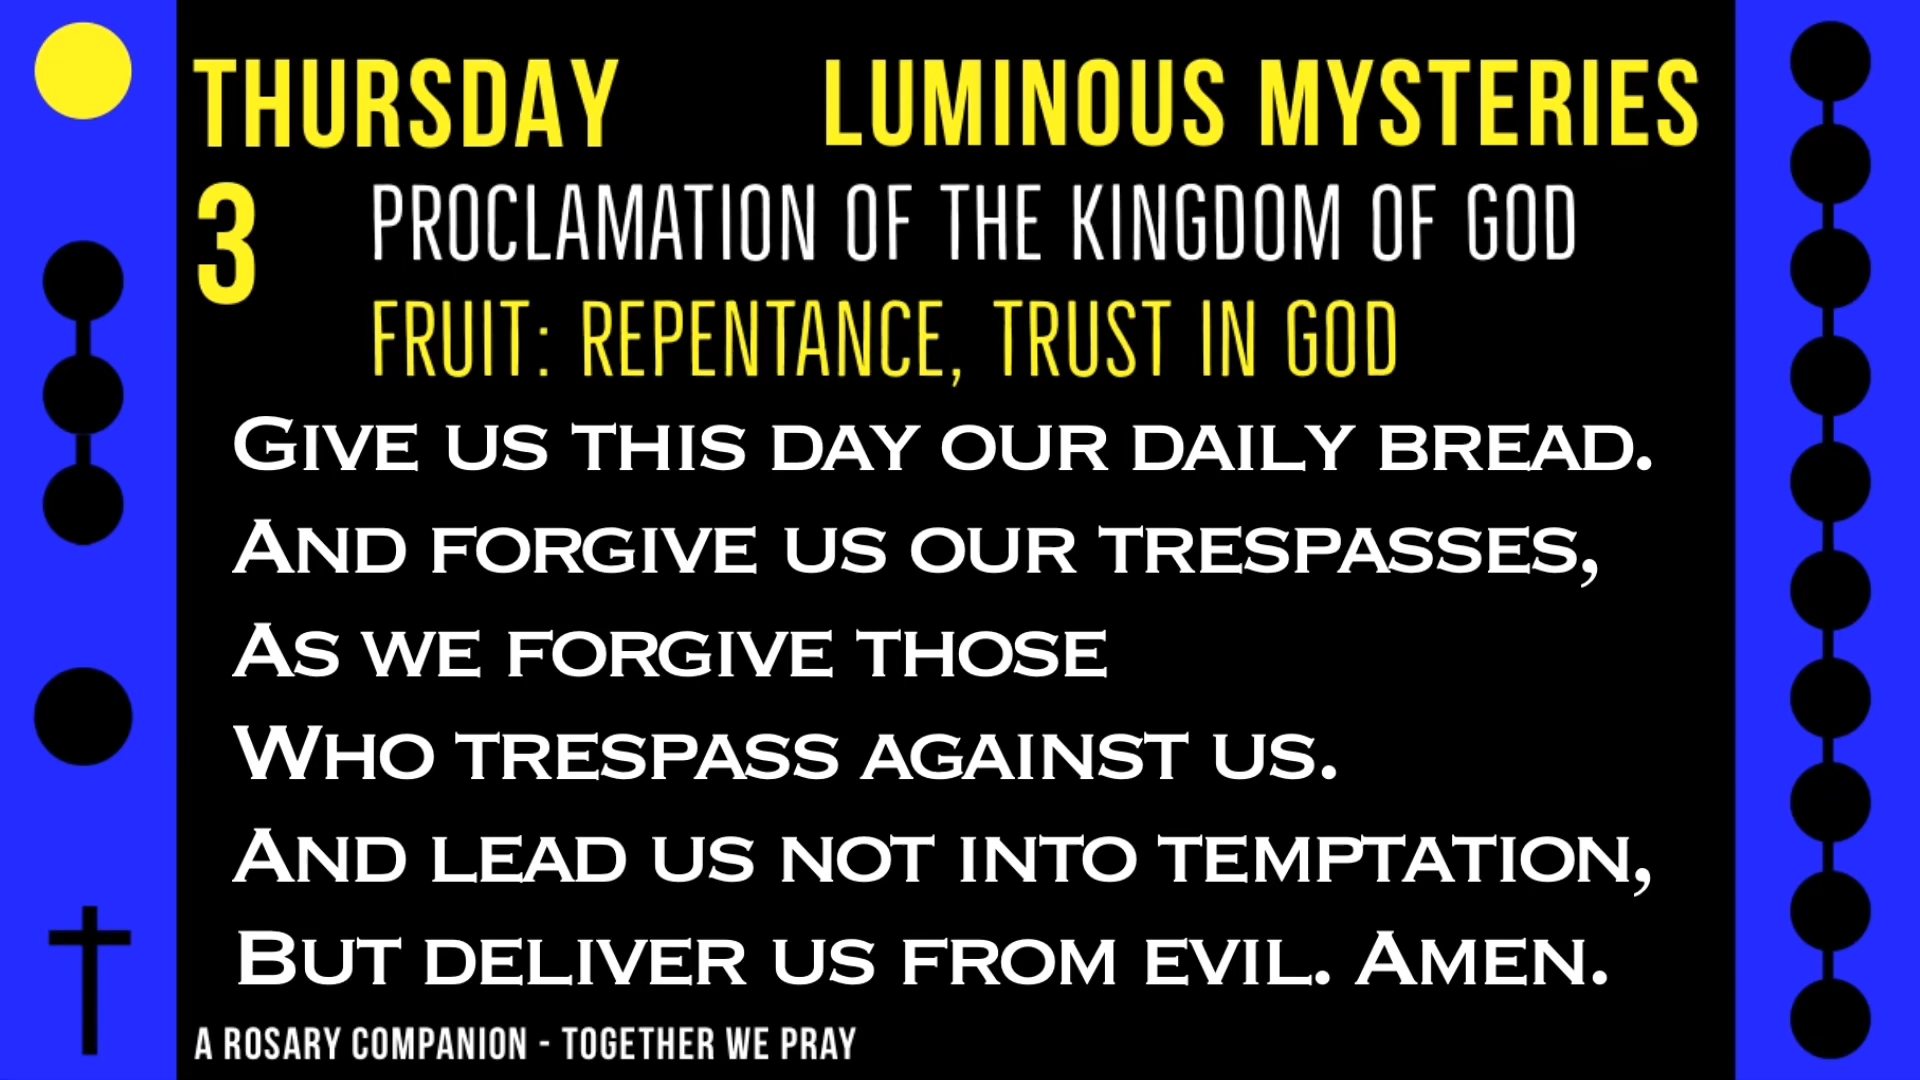 THURSDAY LUMINOUS MYSTERIES
3 PROCLAMATION OF THE KINGDOM OF GOD
FRUIT: REPENTANCE, TRUST IN GOD
GIVE US THIS DAY OUR DAILY BREAD.
AND FORGIVE US OUR TRESPASSES,
AS WE FORGIVE THOSE
WHO TRESPASS AGAINST US.
AND LEAD US NOT INTO TEMPTATION,
BUT DELIVER US FROM EVIL. AMEN.
A ROSARY COMPANION - TOGETHER WE PRAY